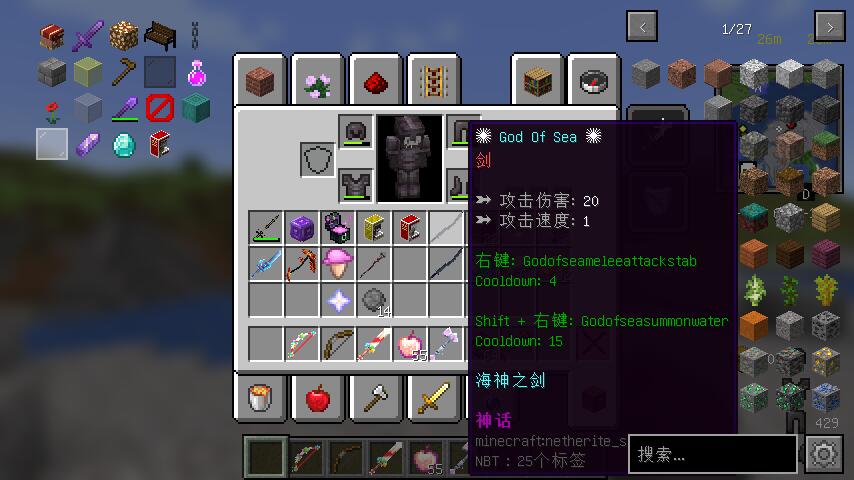 1/27
26m
✺ God Of Sea ✺
剑
➳ 攻击伤害: 20
➳ 攻击速度: 1
右键: Godofseameleeattackstab
Cooldown: 4
Shift + 右键: Godofseasummonwater
Cooldown: 15
海神之剑
神话
minecraft:netherite_s
NBT : 25个标签
D
14
55
429
搜索...
55